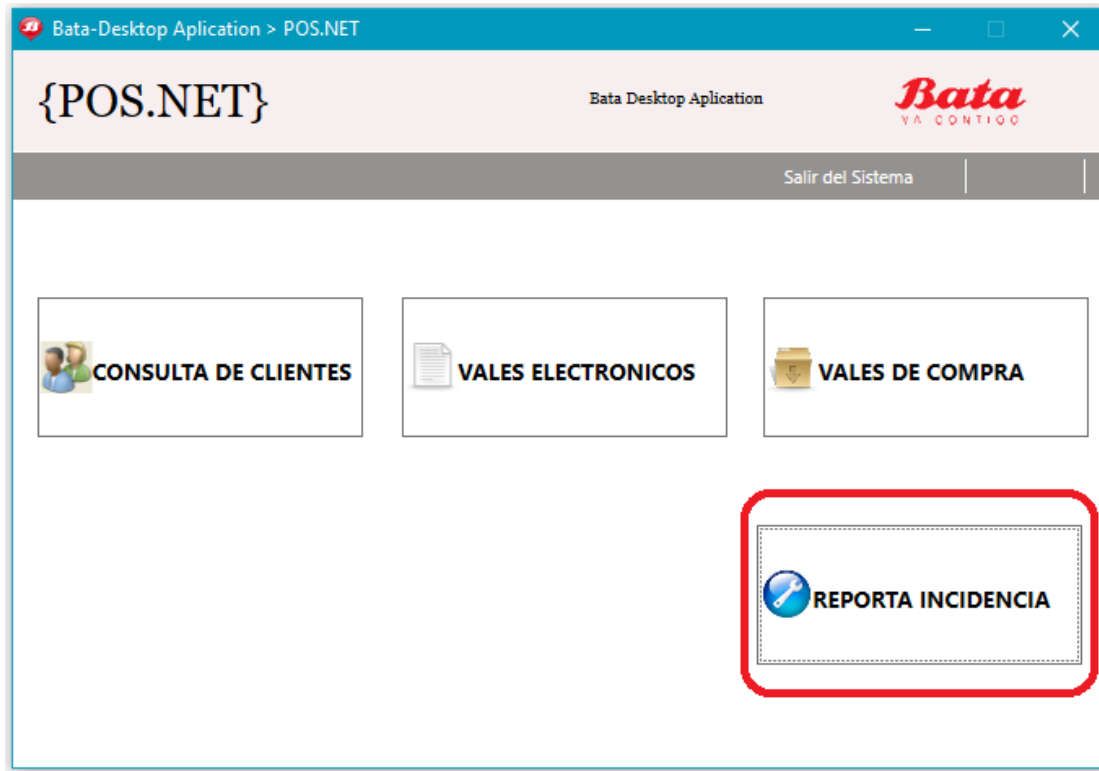 Bata-Desktop Aplication > POS.NET
{POS.NET}
Bata Desktop Aplication
Bata
YA CONTIGO
Salir del Sistema
CONSULTA DE CLIENTES
VALES ELECTRONICOS
VALES DE COMPRA
REPORTA INCIDENCIA